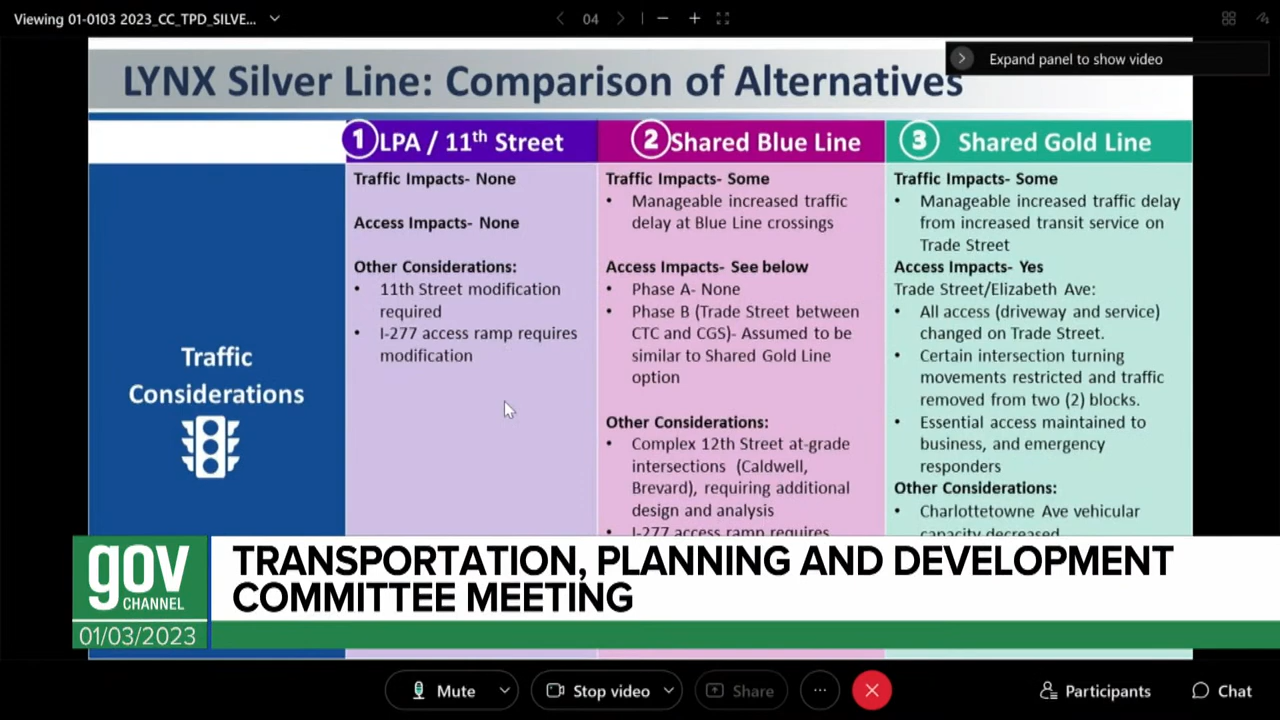 Viewing 01-0103 2023_CC_TPD_SILVE...
04
Expand panel to show video
LYNX Silver Line: Comparison of Alternatives
1 LPA / 11th Street
2 Shared Blue Line
3 Shared Gold Line
Traffic
Considerations
Traffic Impacts- None
Access Impacts- None
Other Considerations:
• 11th Street modification
required
• I-277 access ramp requires
modification
Traffic Impacts- Some
• Manageable increased traffic
delay at Blue Line crossings
Access Impacts- See below
• Phase A- None
• Phase B (Trade Street between
CTC and CGS)- Assumed to be
similar to Shared Gold Line
option
Other Considerations:
• Complex 12th Street at-grade
intersections (Caldwell,
Brevard), requiring additional
design and analysis
• I-277 access ramp requires
Traffic Impacts- Some
• Manageable increased traffic delay
from increased transit service on
Trade Street
Access Impacts- Yes
Trade Street/Elizabeth Ave:
• All access (driveway and service)
changed on Trade Street.
• Certain intersection turning
movements restricted and traffic
removed from two (2) blocks.
• Essential access maintained to
business, and emergency
responders
Other Considerations:
• Charlottetowne Ave vehicular
capacity decreased
gov
CHANNEL
01/03/2023
TRANSPORTATION, PLANNING AND DEVELOPMENT
COMMITTEE MEETING
Mute
Stop video
Share
Participants
Chat